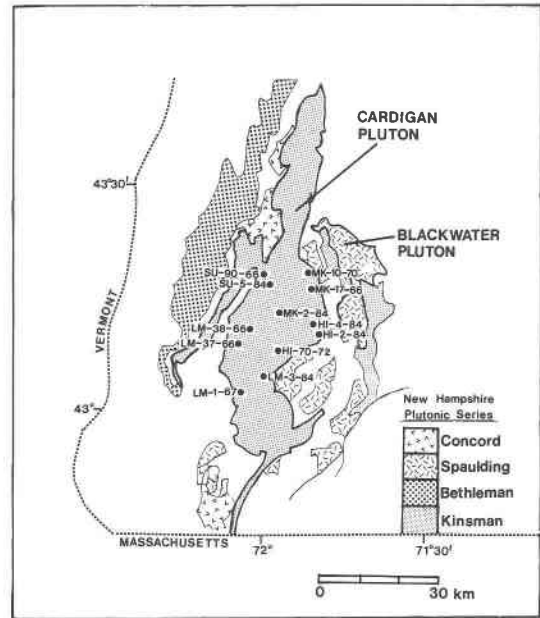 CARDIGAN
PLUTON
43°30'
BLACKWATER
PLUTON
SU-90-66
MK-10-70
SU-5-84
MK-17-66
VERMONT
MK-2-84
HI-4-84
LM-38-66
HI-2-84
LM-37-66
HI-70-72
LM-3-84
LM-1-67
43°
New Hampshire
Plutonic Series
Concord
Spaulding
Bethleman
Kinsman
MASSACHUSETTS
72°
71°30'
0
30 km